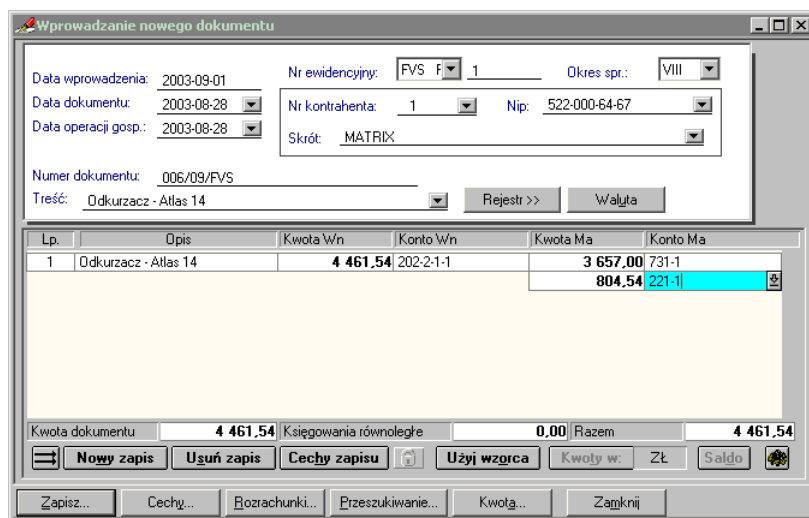 Wprowadzanie nowego dokumentu
Data wprowadzenia: 2003-09-01 Nr ewidencyjny: FVS F 1 Okres spr.: VIII
Data dokumentu: 2003-08-28 Nr kontrahenta: 1 Nip: 522-000-64-67
Data operacji gosp.: 2003-08-28 Skrót: MATRIX
Numer dokumentu: 006/09/FVS
Treść: Odkurzacz - Atlas 14 Rejestr >> Waluta
Lp. Opis Kwota Wn Konto Wn Kwota Ma Konto Ma
1 Odkurzacz - Atlas 14 4 461,54 202-2-1-1 3 657,00 731-1
804,54 221-1
Kwota dokumentu 4 461,54 Księgowania równoległe 0,00 Razem 4 461,54
Nowy zapis Usuń zapis Cechy zapisu Użyj wzorca Kwoty w: ZŁ Saldo
Zapisz... Cechy... Rozrachunki... Przeszukiwanie... Kwota... Zamknij